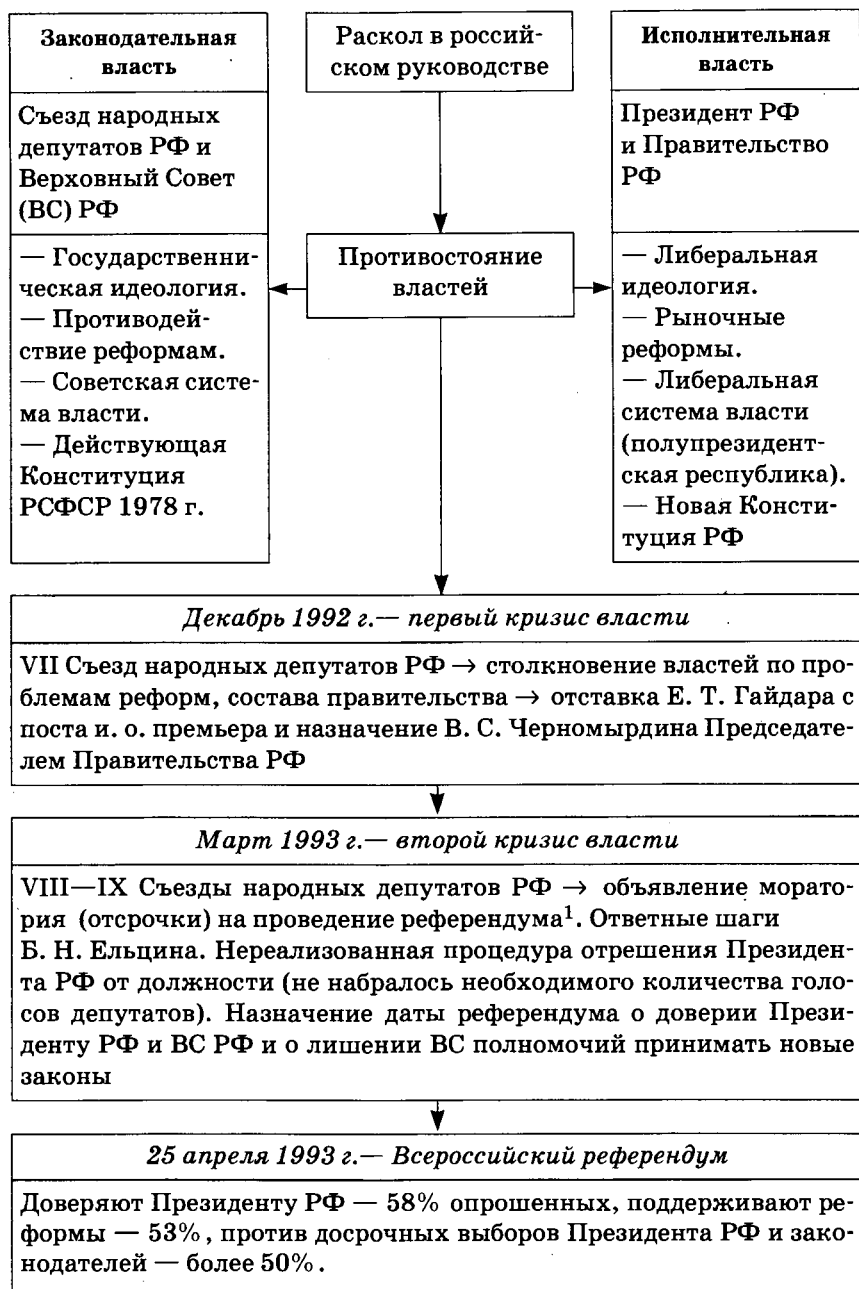 Законодательная
власть
Съезд народных
депутатов РФ и
Верховный Совет
(ВС) РФ
— Государственни-
ческая идеология.
— Противодей-
ствие реформам.
— Советская систе-
ма власти.
— Действующая
Конституция
РСФСР 1978 г.
Раскол в россий-
ском руководстве
Противостояние
властей
Исполнительная
власть
Президент РФ
и Правительство
РФ
— Либеральная
идеология.
— Рыночные
реформы.
— Либеральная
система власти
(полупрезидент-
ская республика).
— Новая Консти-
туция РФ
Декабрь 1992 г.— первый кризис власти
VII Съезд народных депутатов РФ → столкновение властей по про-
блемам реформ, состава правительства → отставка Е. Т. Гайдара с
поста и. о. премьера и назначение В. С. Черномырдина Председате-
лем Правительства РФ
Март 1993 г.— второй кризис власти
VIII—IX Съезды народных депутатов РФ → объявление морато-
рия (отсрочки) на проведение референдума¹. Ответные шаги
Б. Н. Ельцина. Нереализованная процедура отрешения Президен-
та РФ от должности (не набралось необходимого количества голо-
сов депутатов). Назначение даты референдума о доверии Прези-
денту РФ и ВС РФ и о лишении ВС полномочий принимать новые
законы
25 апреля 1993 г.— Всероссийский референдум
Доверяют Президенту РФ — 58% опрошенных, поддерживают ре-
формы — 53%, против досрочных выборов Президента РФ и зако-
нодателей — более 50%.